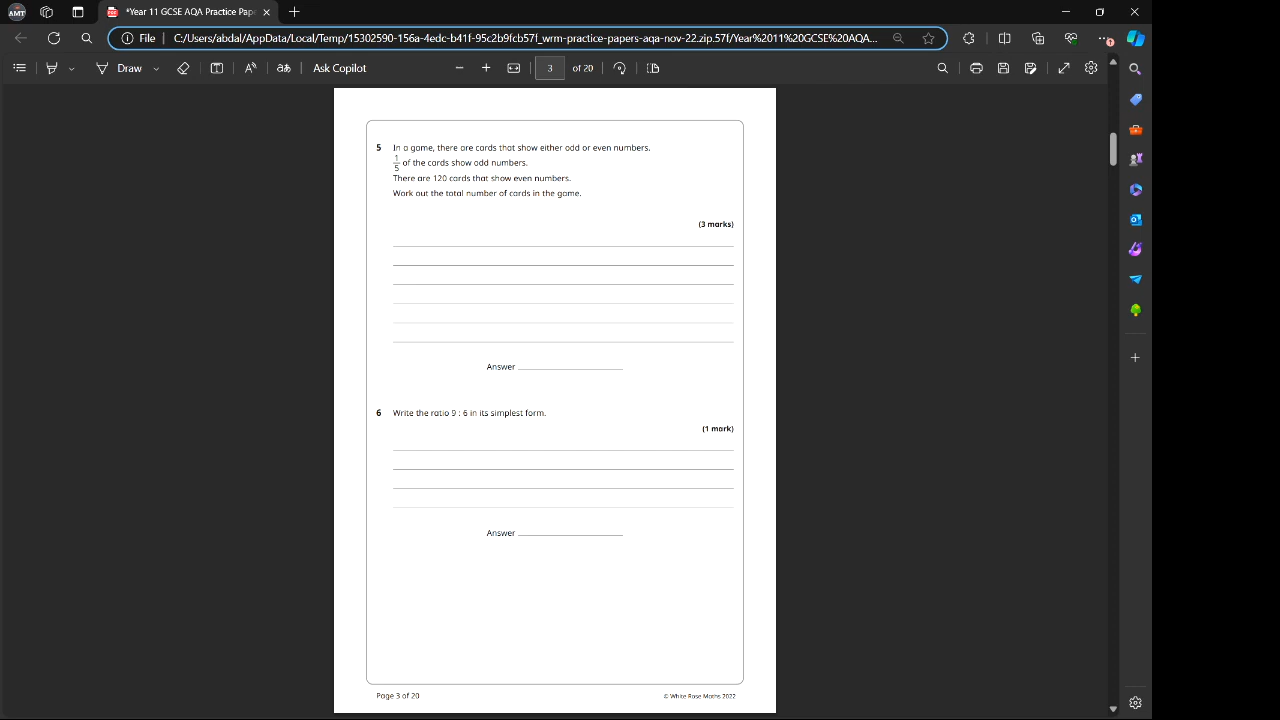 AMT
*Year 11 GCSE AQA Practice Pap
File
C:/Users/abdal/AppData/Local/Temp/15302590-156a-4edc-b41f-95c2b9fcb57f_wrm-practice-papers-aqa-nov-22.zip.57f/Year%2011%20GCSE%20AQA...
Draw
Ask Copilot
3 of 20
5 In a game, there are cards that show either odd or even numbers.
1/5 of the cards show odd numbers.
There are 120 cards that show even numbers.
Work out the total number of cards in the game.
(3 marks)
Answer
6 Write the ratio 9 : 6 in its simplest form.
(1 mark)
Answer
Page 3 of 20
© White Rose Maths 2022